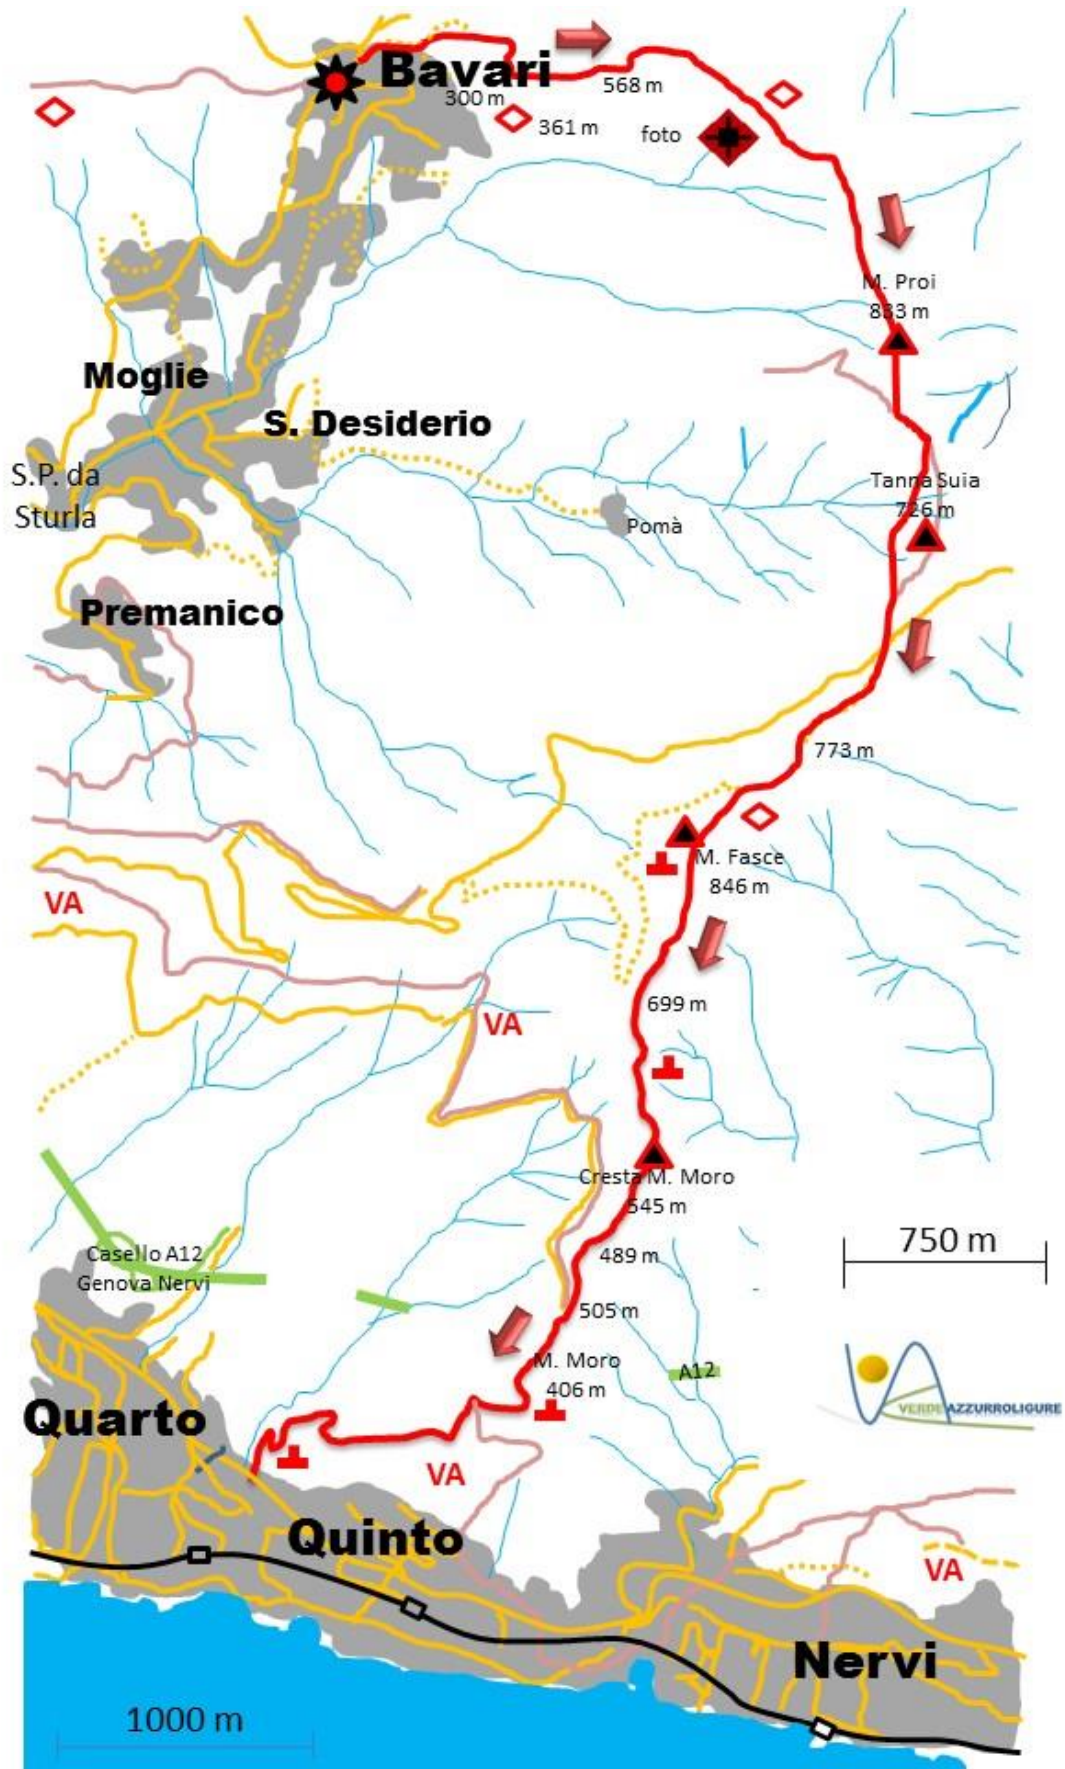 Bavari
300 m
568 m
361 m
foto
M. Proi
833 m
Moglie
S. Desiderio
S.P. da
Sturla
Tanna Suia
726 m
Pomà
Premanico
773 m
M. Fasce
846 m
VA
699 m
VA
Cresta M. Moro
545 m
Casello A12
Genova Nervi
489 m
750 m
505 m
M. Moro
406 m
A12
VERDEAZZURROLIGURE
Quarto
VA
Quinto
VA
Nervi
1000 m